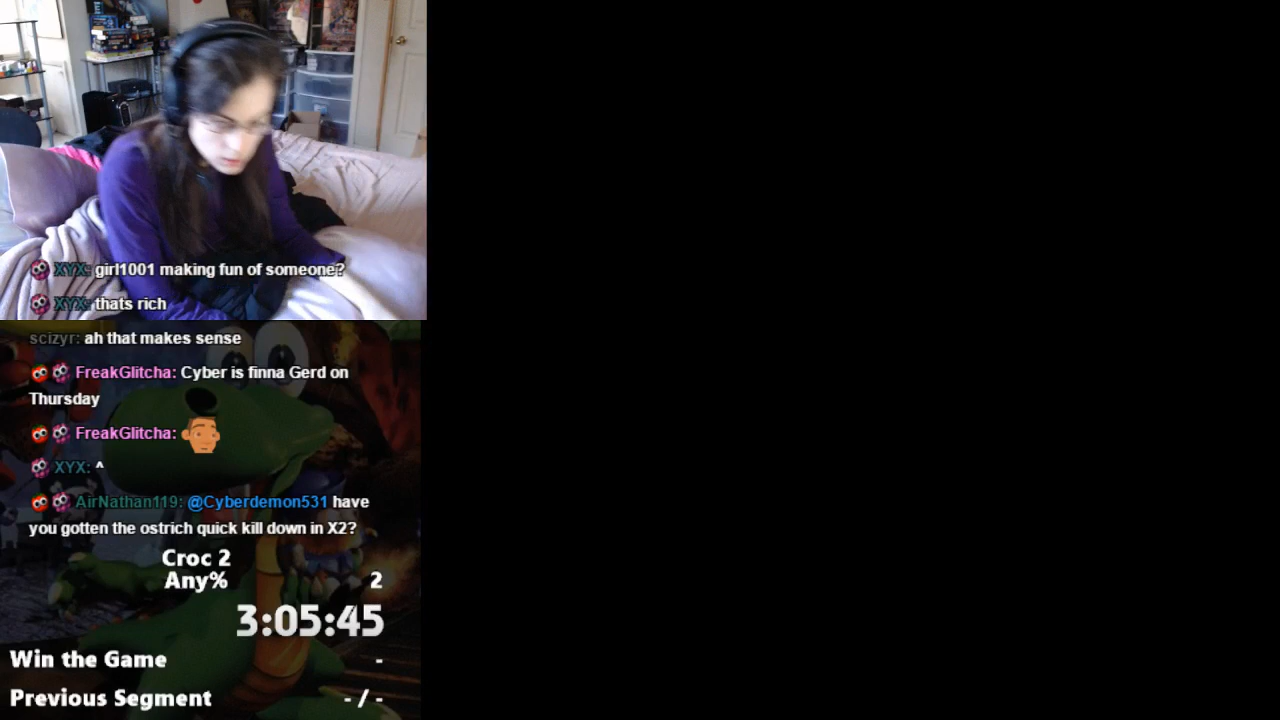 XYX: girl1001 making fun of someone?
XYX: thats rich
scizyr: ah that makes sense
FreakGlitcha: Cyber is finna Gerd on
Thursday
FreakGlitcha:
XYX: ^
AirNathan119: @Cyberdemon531 have
you gotten the ostrich quick kill down in X2?
Croc 2
Any% 2
3:05:45
Win the Game -
Previous Segment - / -